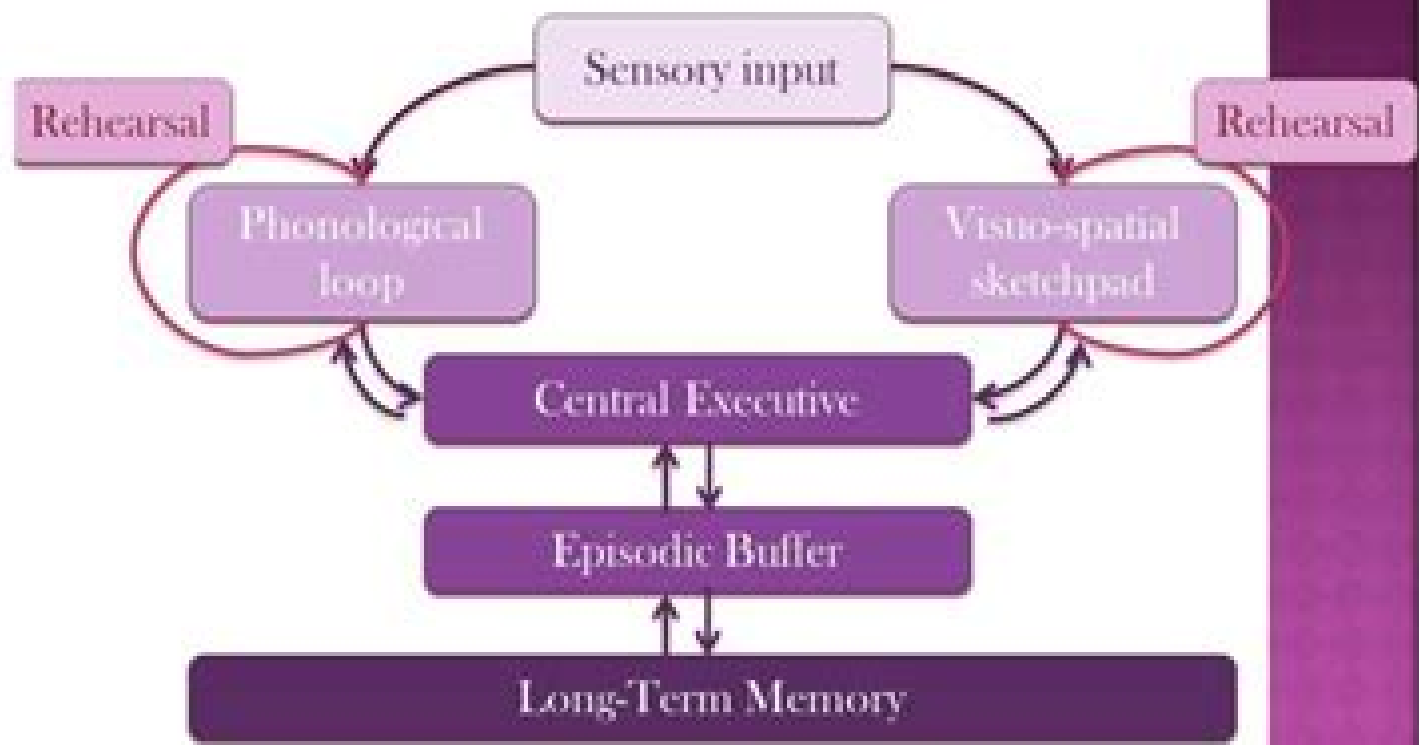 Sensory input
Rehearsal
Rehearsal
Phonological
loop
Visuo-spatial
sketchpad
Central Executive
Episodic Buffer
Long-Term Memory